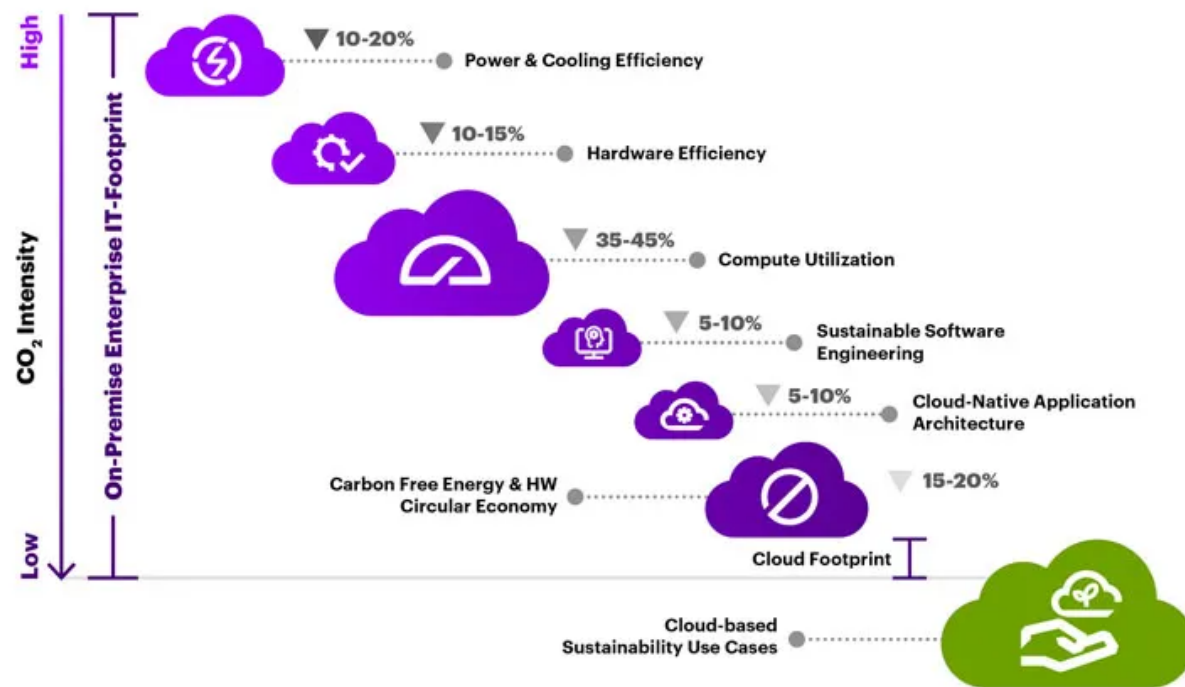 High
10-20%
Power & Cooling Efficiency
On-Premise Enterprise IT-Footprint
10-15%
Hardware Efficiency
CO₂ Intensity
35-45%
Compute Utilization
5-10%
Sustainable Software
Engineering
5-10%
Cloud-Native Application
Architecture
Carbon Free Energy & HW
Circular Economy
15-20%
Low
Cloud Footprint
Cloud-based
Sustainability Use Cases